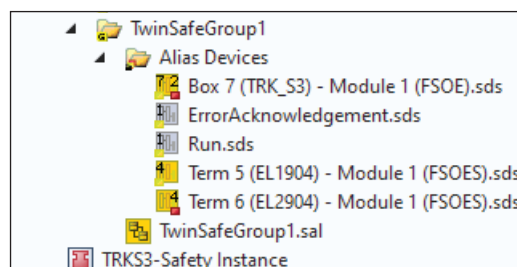 TwinSafeGroup1
Alias Devices
Box 7 (TRK_S3) - Module 1 (FSOE).sds
ErrorAcknowledgement.sds
Run.sds
Term 5 (EL1904) - Module 1 (FSOES).sds
Term 6 (EL2904) - Module 1 (FSOES).sds
TwinSafeGroup1.sal
TRKS3-Safety Instance